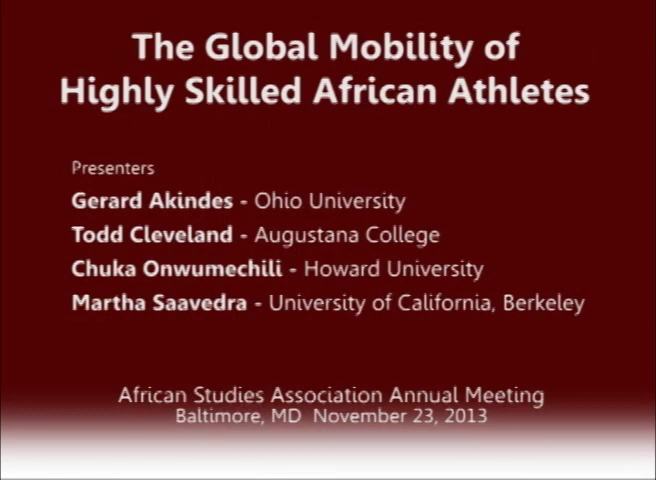 The Global Mobility of
Highly Skilled African Athletes
Presenters
Gerard Akindes - Ohio University
Todd Cleveland - Augustana College
Chuka Onwumechili - Howard University
Martha Saavedra - University of California, Berkeley
African Studies Association Annual Meeting
Baltimore, MD November 23, 2013